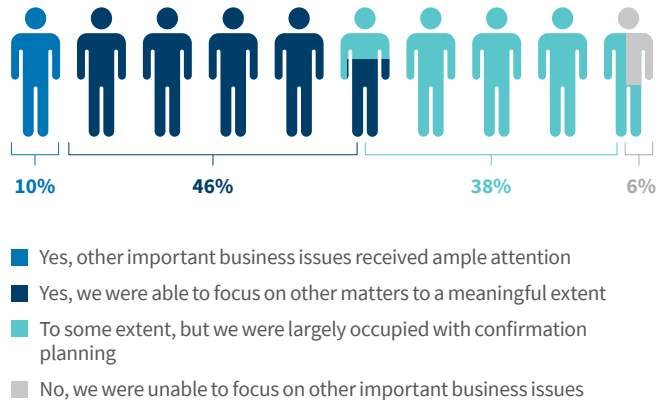 10%
46%
38%
6%
Yes, other important business issues received ample attention
Yes, we were able to focus on other matters to a meaningful extent
To some extent, but we were largely occupied with confirmation
planning
No, we were unable to focus on other important business issues